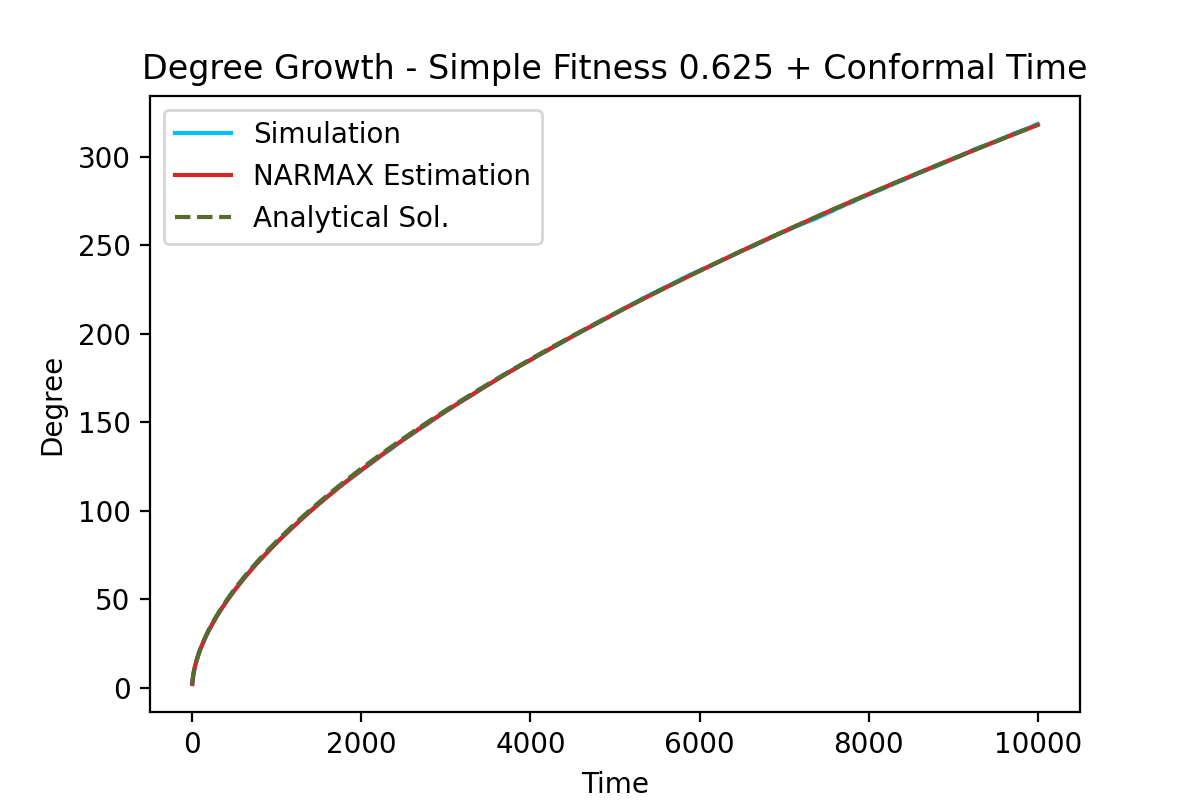 Degree Growth - Simple Fitness 0.625 + Conformal Time
Simulation
NARMAX Estimation
Analytical Sol.
300
250
200
150
100
50
0
Degree
0 2000 4000 6000 8000 10000
Time